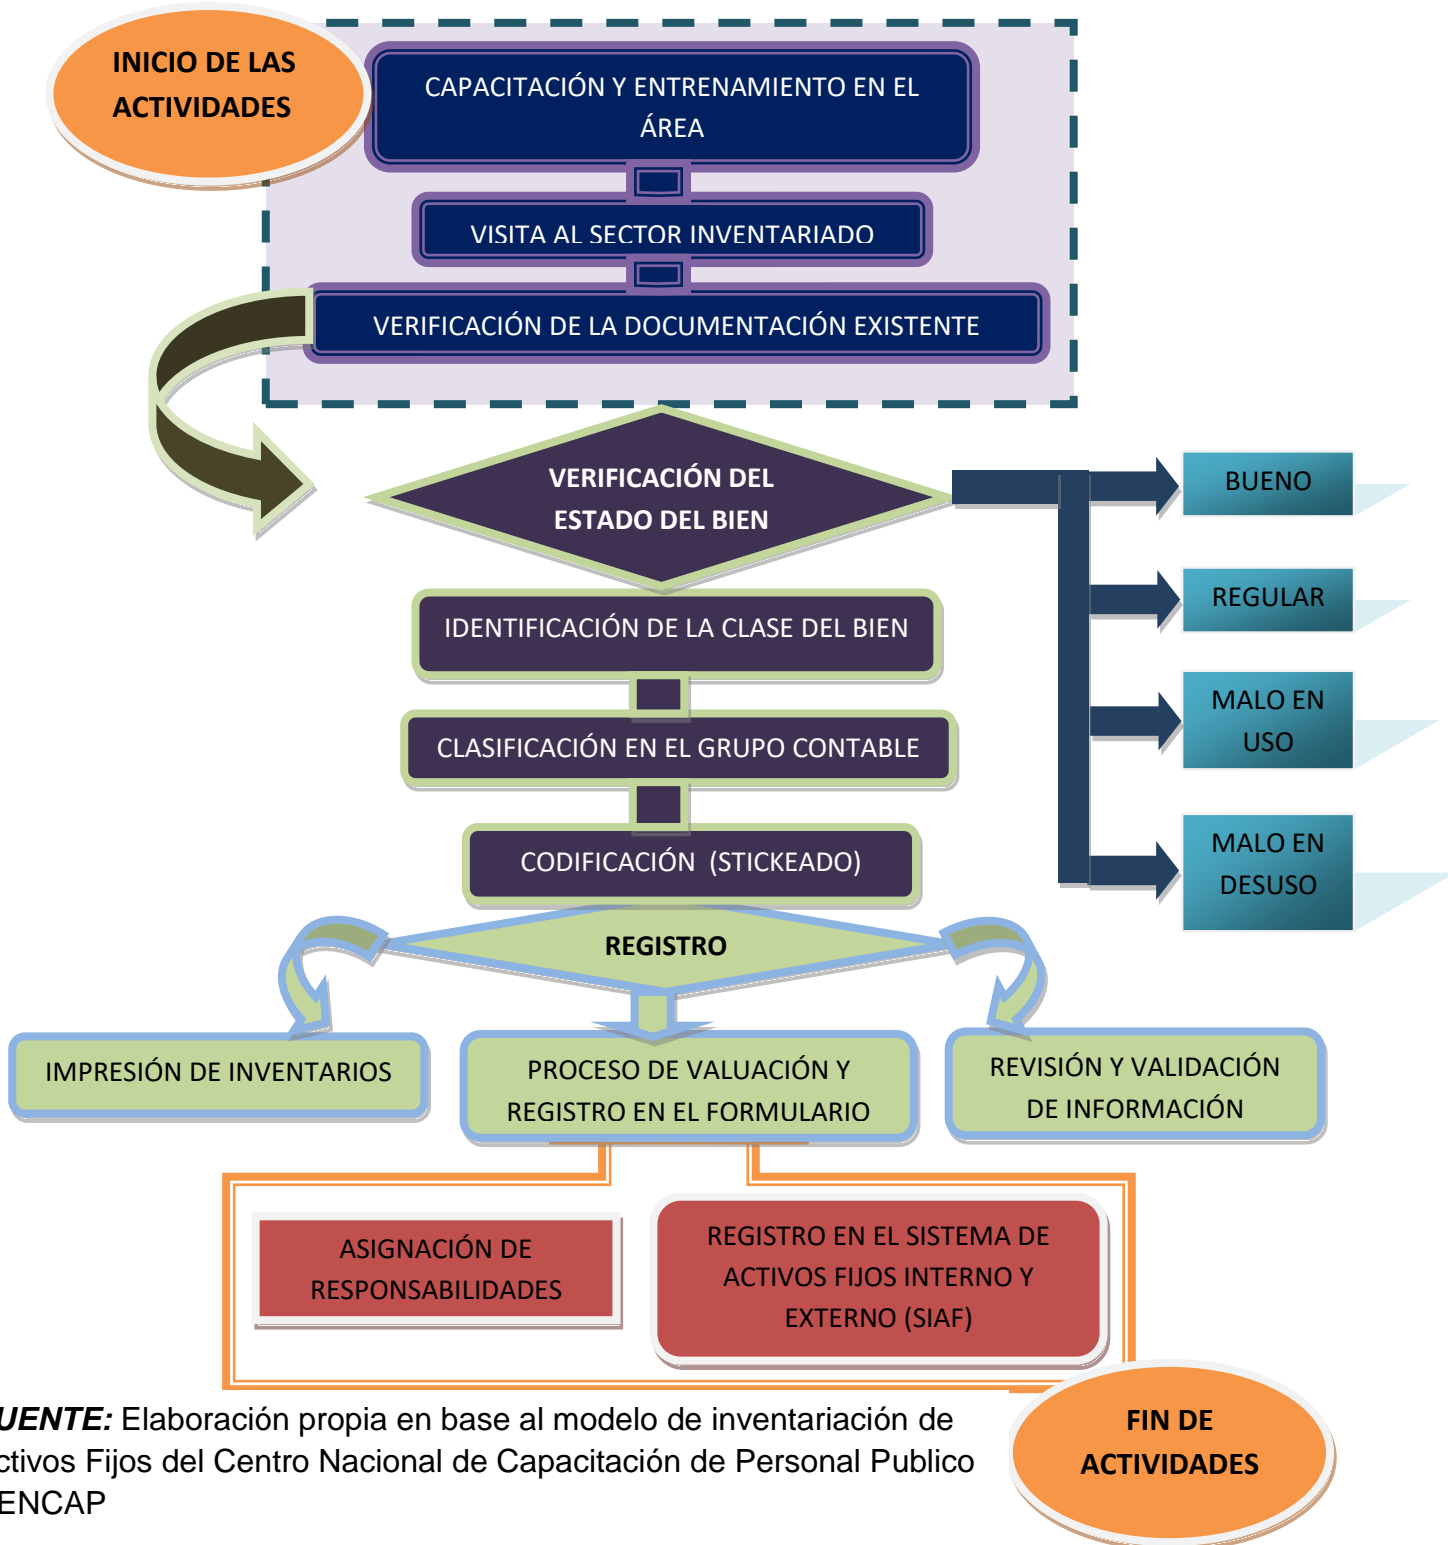 INICIO DE LAS
ACTIVIDADES
CAPACITACIÓN Y ENTRENAMIENTO EN EL
ÁREA
VISITA AL SECTOR INVENTARIADO
VERIFICACIÓN DE LA DOCUMENTACIÓN EXISTENTE
VERIFICACIÓN DEL
ESTADO DEL BIEN
BUENO
REGULAR
MALO EN
USO
MALO EN
DESUSO
IDENTIFICACIÓN DE LA CLASE DEL BIEN
CLASIFICACIÓN EN EL GRUPO CONTABLE
CODIFICACIÓN (STICKEADO)
REGISTRO
IMPRESIÓN DE INVENTARIOS
PROCESO DE VALUACIÓN Y
REGISTRO EN EL FORMULARIO
REVISIÓN Y VALIDACIÓN
DE INFORMACIÓN
ASIGNACIÓN DE
RESPONSABILIDADES
REGISTRO EN EL SISTEMA DE
ACTIVOS FIJOS INTERNO Y
EXTERNO (SIAF)
UENTE: Elaboración propia en base al modelo de inventariación de
ctivos Fijos del Centro Nacional de Capacitación de Personal Publico
ENCAP
FIN DE
ACTIVIDADES